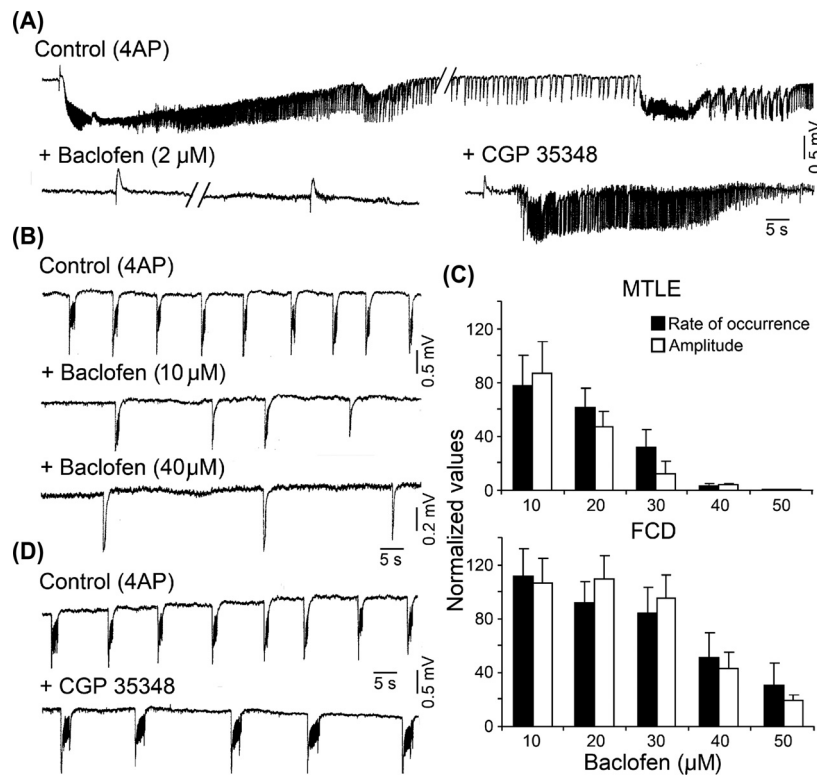 (A)
Control (4AP)
+ Baclofen (2 µM)
+ CGP 35348
0.5 mV
5 s
(B)
Control (4AP)
0.5 mV
+ Baclofen (10 µM)
+ Baclofen (40µM)
0.2 mV
5 s
(C)
MTLE
Rate of occurrence
Amplitude
120
80
40
0
10 20 30 40 50
FCD
120
80
40
0
10 20 30 40 50
Normalized values
Baclofen (µM)
(D)
Control (4AP)
5 s
0.5 mV
+ CGP 35348